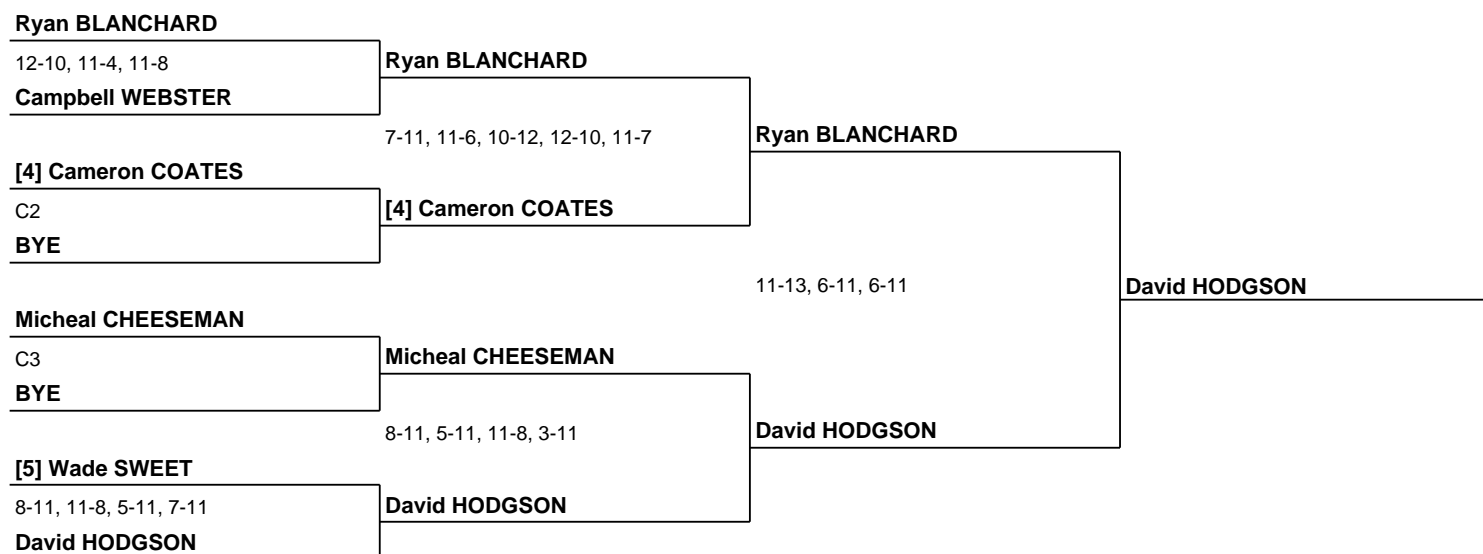 Ryan BLANCHARD
12-10, 11-4, 11-8
Ryan BLANCHARD
Campbell WEBSTER
7-11, 11-6, 10-12, 12-10, 11-7
Ryan BLANCHARD
[4] Cameron COATES
C2
[4] Cameron COATES
BYE
11-13, 6-11, 6-11
David HODGSON
Micheal CHEESEMAN
C3
Micheal CHEESEMAN
BYE
8-11, 5-11, 11-8, 3-11
David HODGSON
[5] Wade SWEET
8-11, 11-8, 5-11, 7-11
David HODGSON
David HODGSON